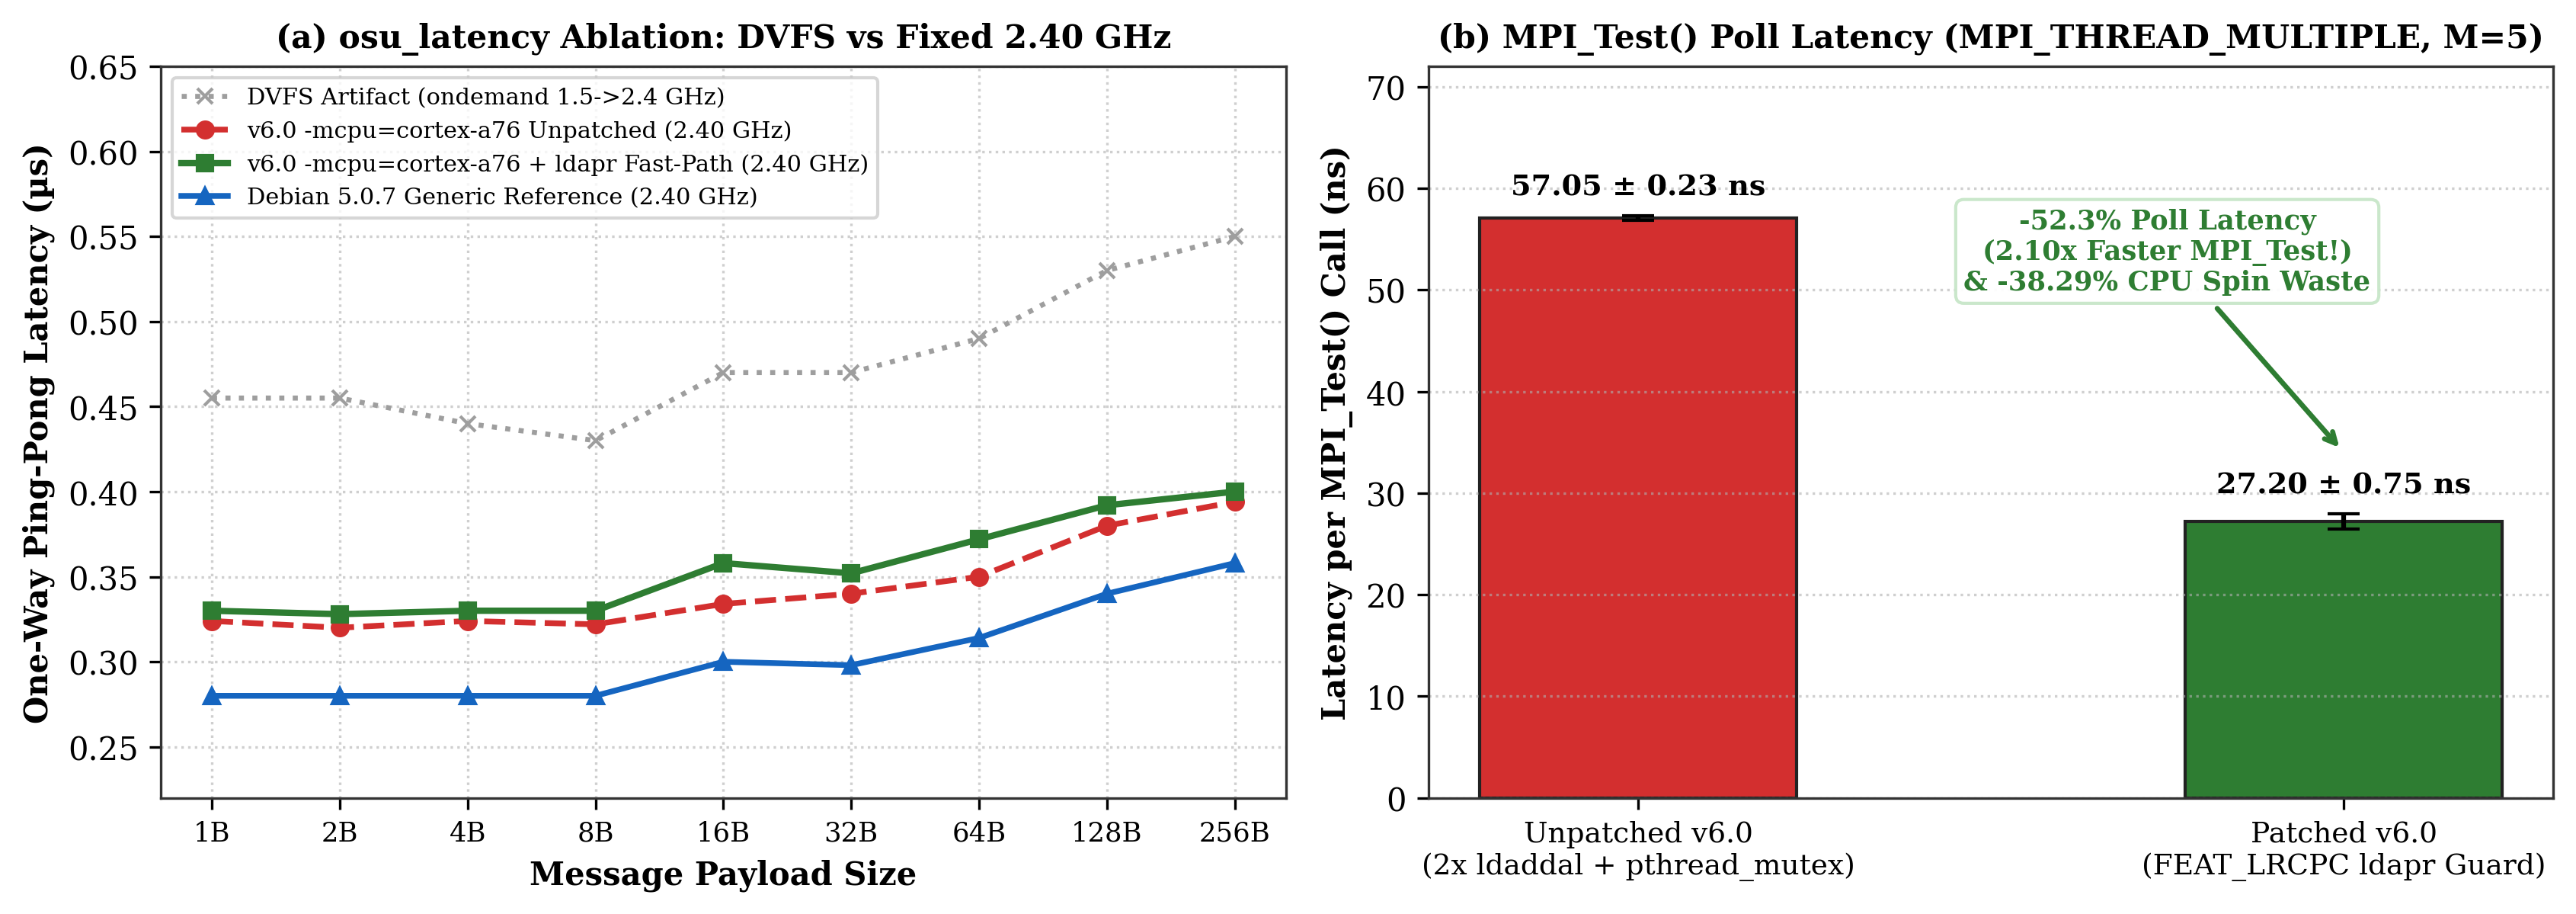 (a) osu_latency Ablation: DVFS vs Fixed 2.40 GHz
One-Way Ping-Pong Latency (μs)
0.65
0.60
0.55
0.50
0.45
0.40
0.35
0.30
0.25
DVFS Artifact (ondemand 1.5->2.4 GHz)
v6.0 -mcpu=cortex-a76 Unpatched (2.40 GHz)
v6.0 -mcpu=cortex-a76 + ldapr Fast-Path (2.40 GHz)
Debian 5.0.7 Generic Reference (2.40 GHz)
1B
2B
4B
8B
16B
32B
64B
128B
256B
Message Payload Size
(b) MPI_Test() Poll Latency (MPI_THREAD_MULTIPLE, M=5)
Latency per MPI_Test() Call (ns)
70
60
50
40
30
20
10
0
57.05 ± 0.23 ns
-52.3% Poll Latency
(2.10x Faster MPI_Test!)
& -38.29% CPU Spin Waste
27.20 ± 0.75 ns
Unpatched v6.0
(2x ldaddal + pthread_mutex)
Patched v6.0
(FEAT_LRCPC ldapr Guard)